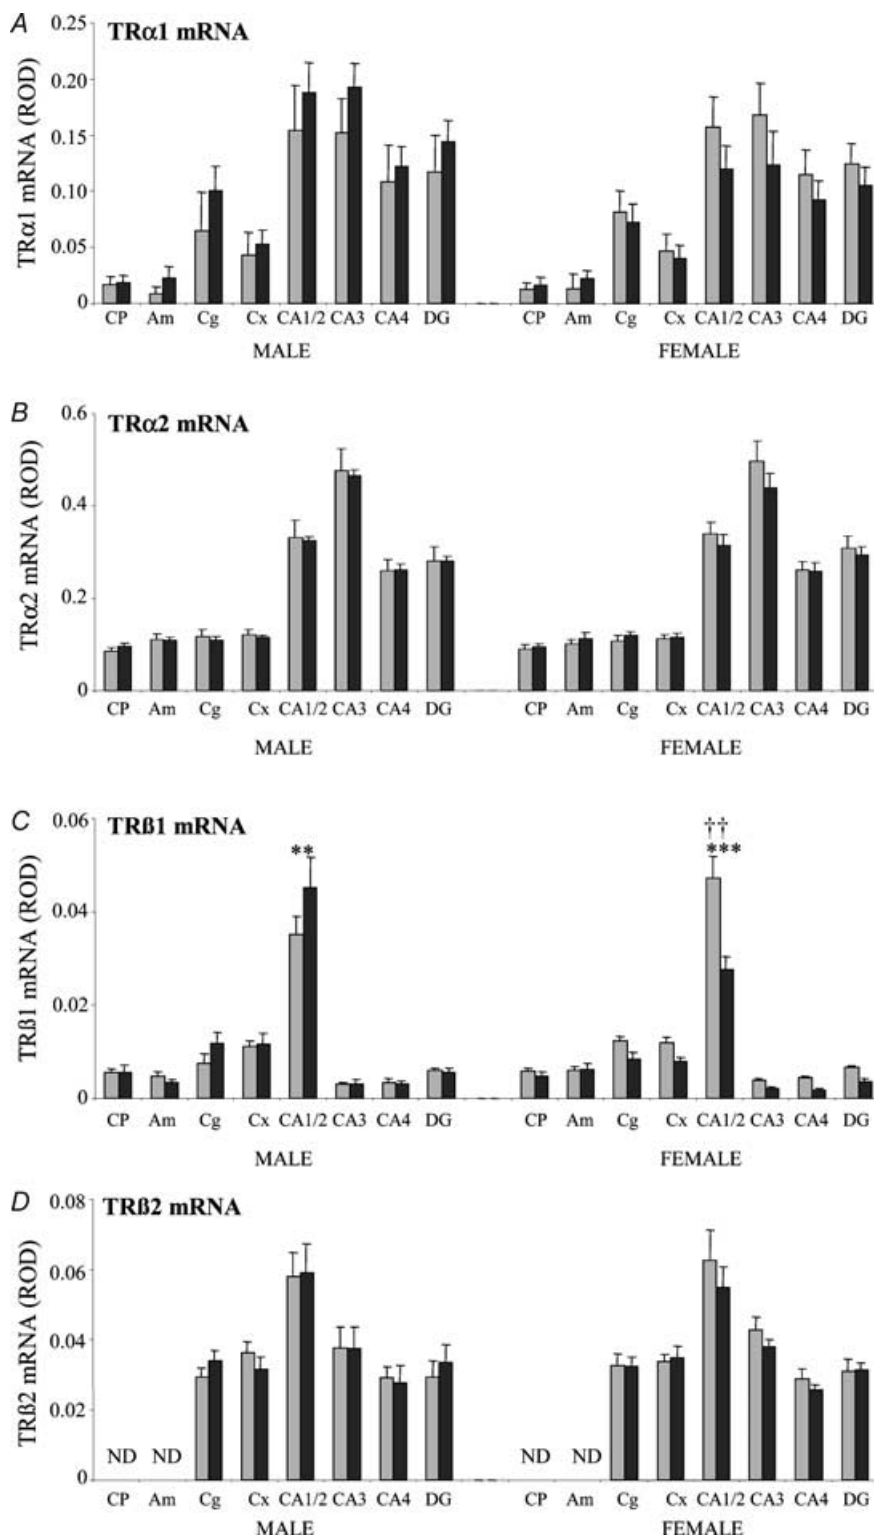 A TRα1 mRNA
TRα1 mRNA (ROD)
0.25
0.20
0.15
0.10
0.05
0
CP Am Cg Cx CA1/2 CA3 CA4 DG CP Am Cg Cx CA1/2 CA3 CA4 DG
MALE FEMALE
B TRα2 mRNA
TRα2 mRNA (ROD)
0.6
0.4
0.2
0
CP Am Cg Cx CA1/2 CA3 CA4 DG CP Am Cg Cx CA1/2 CA3 CA4 DG
MALE FEMALE
C TRß1 mRNA
TRß1 mRNA (ROD)
0.06
0.04
0.02
0
** ††
***
CP Am Cg Cx CA1/2 CA3 CA4 DG CP Am Cg Cx CA1/2 CA3 CA4 DG
MALE FEMALE
D TRß2 mRNA
TRß2 mRNA (ROD)
0.08
0.06
0.04
0.02
0
ND ND ND ND
CP Am Cg Cx CA1/2 CA3 CA4 DG CP Am Cg Cx CA1/2 CA3 CA4 DG
MALE FEMALE